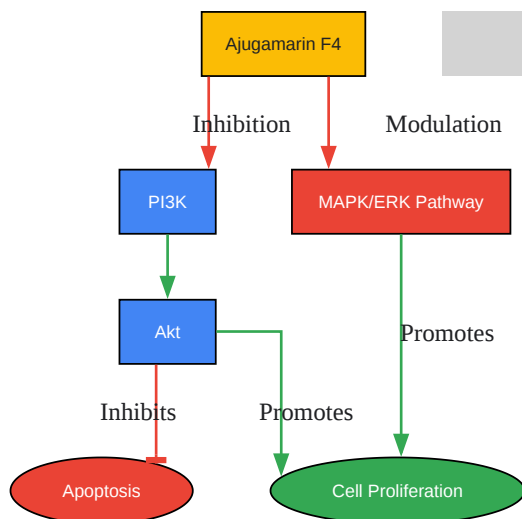 Ajugamarin F4
Inhibition
Modulation
PI3K
MAPK/ERK Pathway
Akt
Promotes
Inhibits
Promotes
Apoptosis
Cell Proliferation